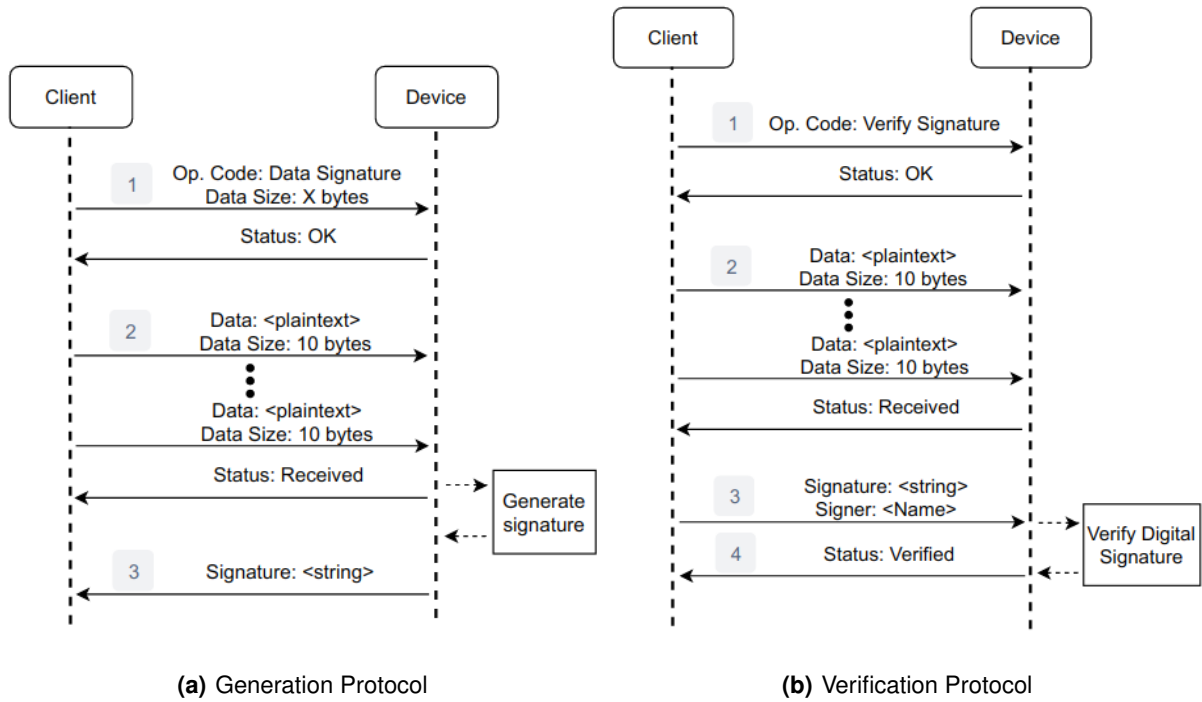 Client
Device
1
Op. Code: Data Signature
Data Size: X bytes
Status: OK
2
Data: <plaintext>
Data Size: 10 bytes
Data: <plaintext>
Data Size: 10 bytes
Status: Received
Generate
signature
3
Signature: <string>
(a) Generation Protocol
Client
Device
1
Op. Code: Verify Signature
Status: OK
2
Data: <plaintext>
Data Size: 10 bytes
Data: <plaintext>
Data Size: 10 bytes
Status: Received
3
Signature: <string>
Signer: <Name>
Verify Digital
Signature
4
Status: Verified
(b) Verification Protocol